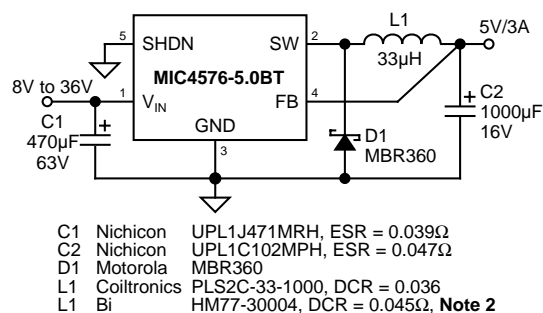 L1
33µH
5V/3A
5 SHDN SW 2
MIC4576-5.0BT
8V to 36V
1 VIN FB 4
GND
3
C1
470µF
63V
D1
MBR360
C2
1000µF
16V
C1 Nichicon UPL1J471MRH, ESR = 0.039Ω
C2 Nichicon UPL1C102MPH, ESR = 0.047Ω
D1 Motorola MBR360
L1 Coiltronics PLS2C-33-1000, DCR = 0.036
L1 Bi HM77-30004, DCR = 0.045Ω, Note 2